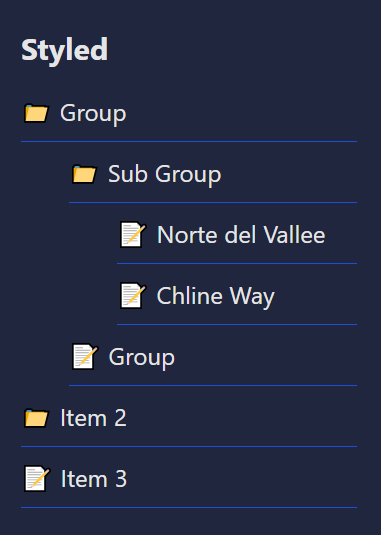 Styled
Group
Sub Group
Norte del Vallee
Chline Way
Group
Item 2
Item 3